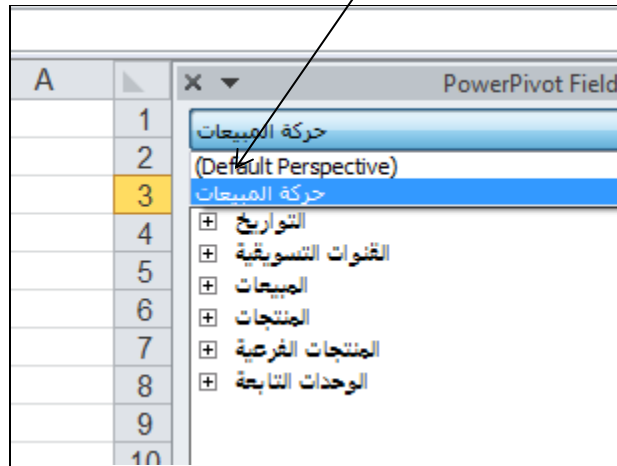 A
PowerPivot Field
حركة المبيعات
(Default Perspective)
حركة المبيعات
التواريخ
القنوات التسويقية
المبيعات
المنتجات
المنتجات الفرعية
الوحدات التابعة
1
2
3
4
5
6
7
8
9
10